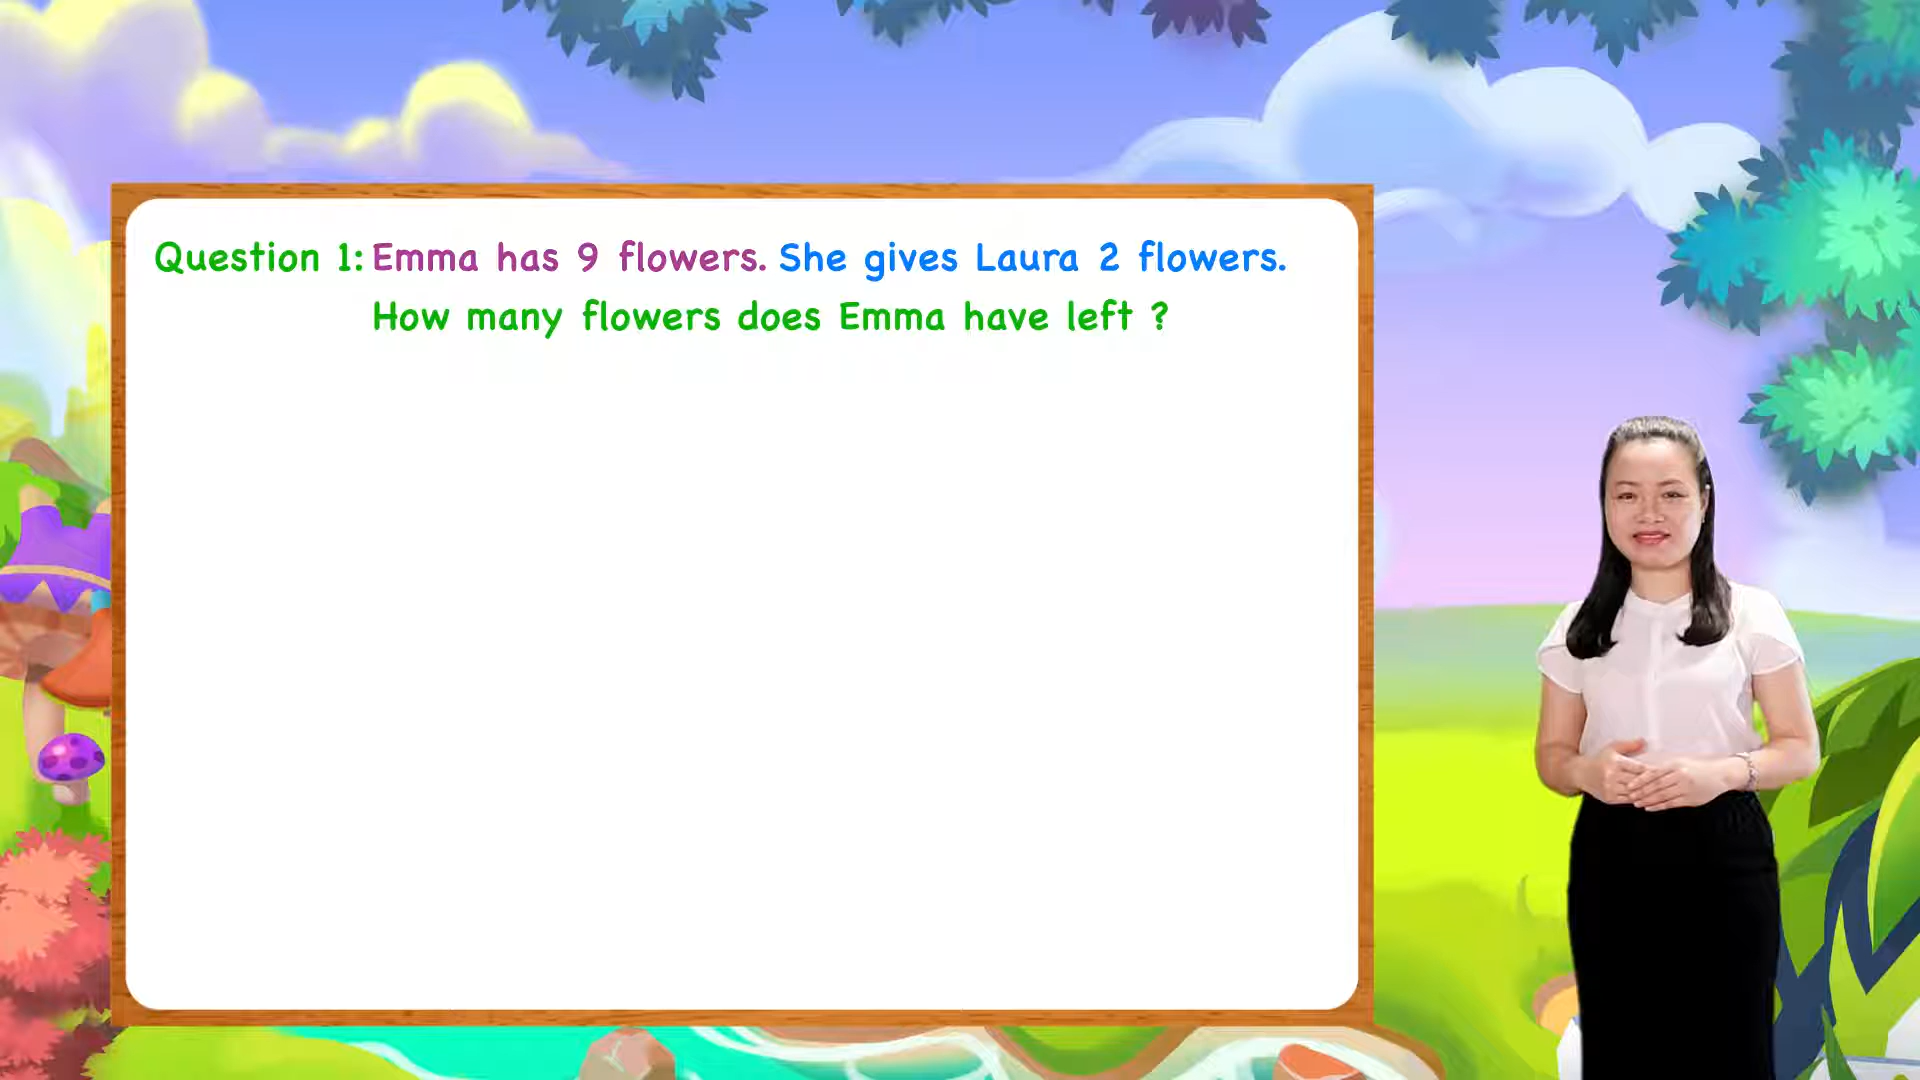 Question 1: Emma has 9 flowers. She gives Laura 2 flowers.
How many flowers does Emma have left ?